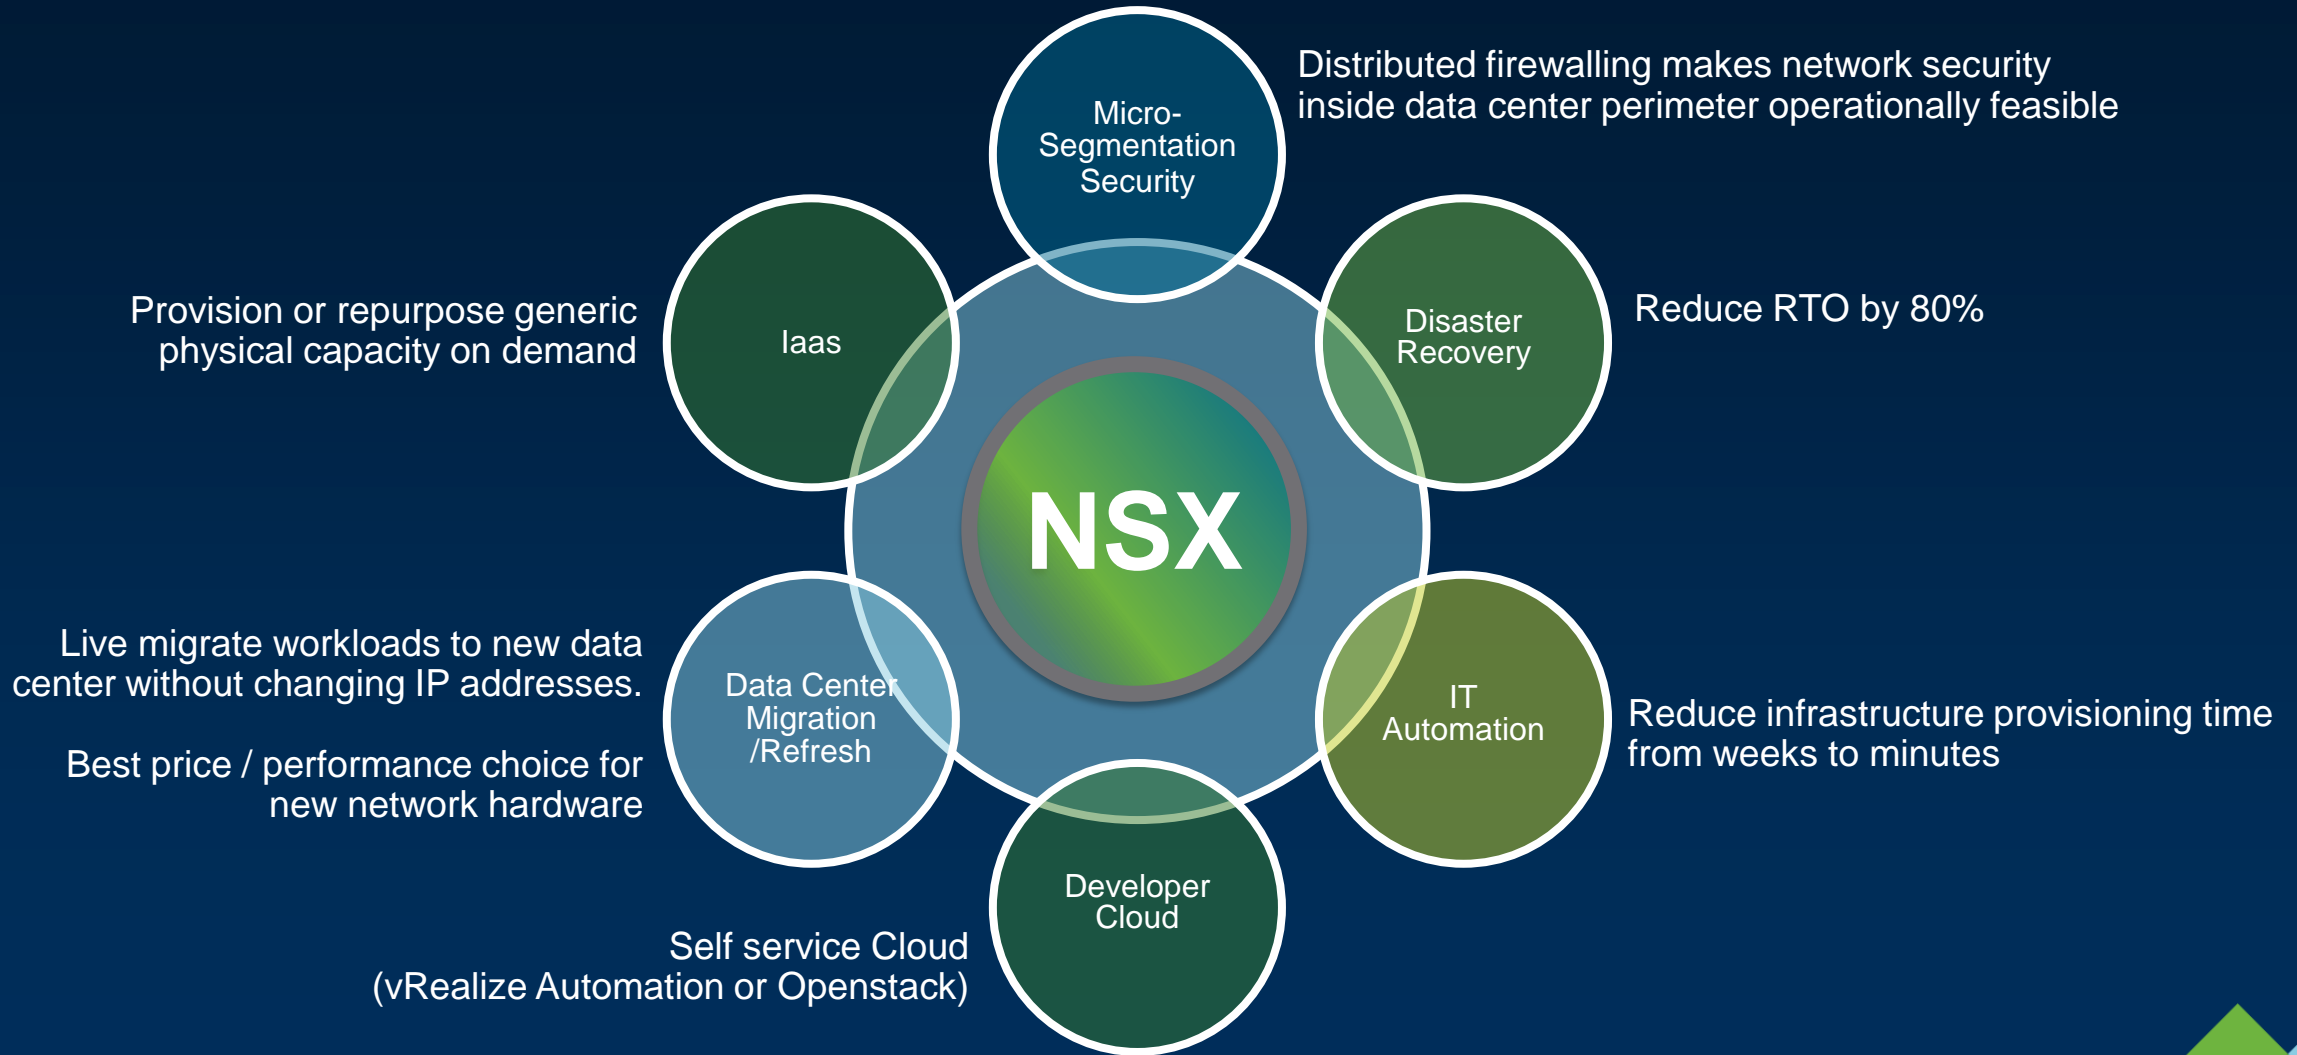 Micro-
Segmentation
Security
Distributed firewalling makes network security
inside data center perimeter operationally feasible
Disaster
Recovery
Reduce RTO by 80%
IT
Automation
Reduce infrastructure provisioning time
from weeks to minutes
Developer
Cloud
Self service Cloud
(vRealize Automation or Openstack)
Data Center
Migration
/Refresh
Live migrate workloads to new data
center without changing IP addresses.
Best price / performance choice for
new network hardware
Iaas
Provision or repurpose generic
physical capacity on demand
NSX